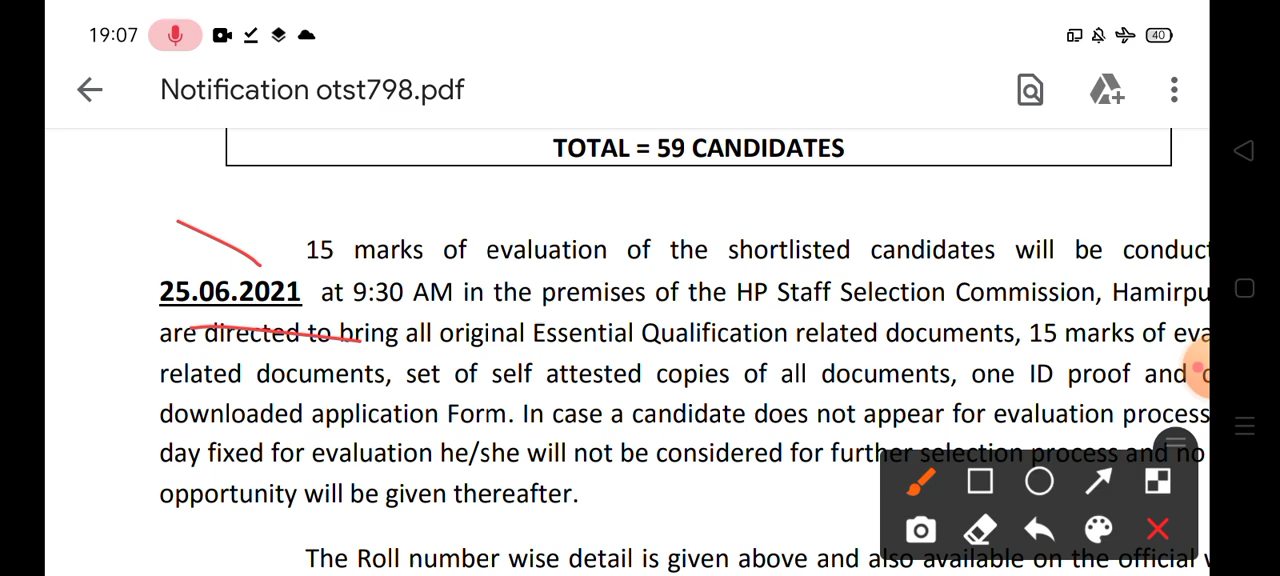 19:07
40
Notification otst798.pdf
TOTAL = 59 CANDIDATES
15 marks of evaluation of the shortlisted candidates will be conduct
25.06.2021 at 9:30 AM in the premises of the HP Staff Selection Commission, Hamirpu
are directed to bring all original Essential Qualification related documents, 15 marks of eva
related documents, set of self attested copies of all documents, one ID proof and
downloaded application Form. In case a candidate does not appear for evaluation process
day fixed for evaluation he/she will not be considered for further selection process and no
opportunity will be given thereafter.
The Roll number wise detail is given above and also available on the official